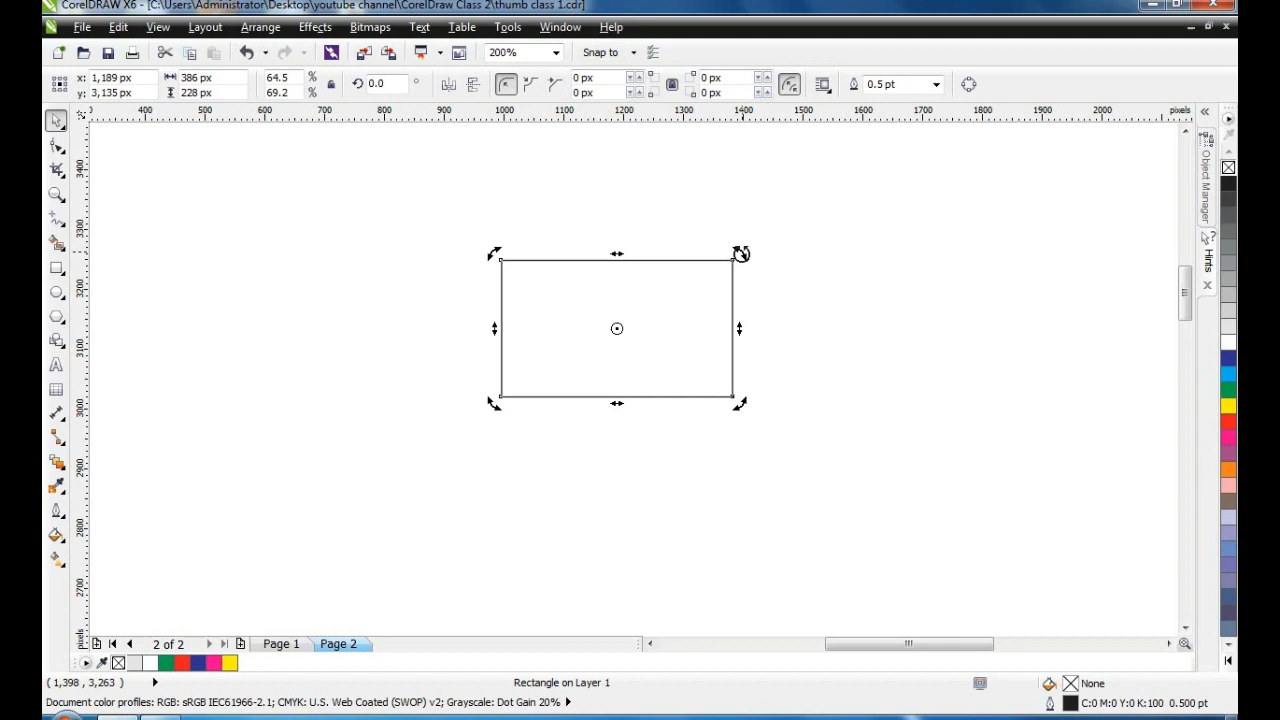 CorelDRAW X6 - [C:\Users\Administrator\Desktop\youtube channel\CorelDraw Class 2\thumb class 1.cdr]
File Edit View Layout Arrange Effects Bitmaps Text Table Tools Window Help
200% Snap to
x: 1,189 px 386 px 64.5 % 0.0 ° 0 px 0 px 0.5 pt
y: 3,135 px 228 px 69.2 % 0 px 0 px
400 500 600 700 800 900 1000 1100 1200 1300 1400 1500 1600 1700 1800 1900 2000 pixels
3400
3300
3200
3100
3000
2900
2800
2700
pixels
Object Manager
Hints
2 of 2 Page 1 Page 2
( 1,398 , 3,263 ) Rectangle on Layer 1 None
Document color profiles: RGB: sRGB IEC61966-2.1; CMYK: U.S. Web Coated (SWOP) v2; Grayscale: Dot Gain 20% C:0 M:0 Y:0 K:100 0.500 pt